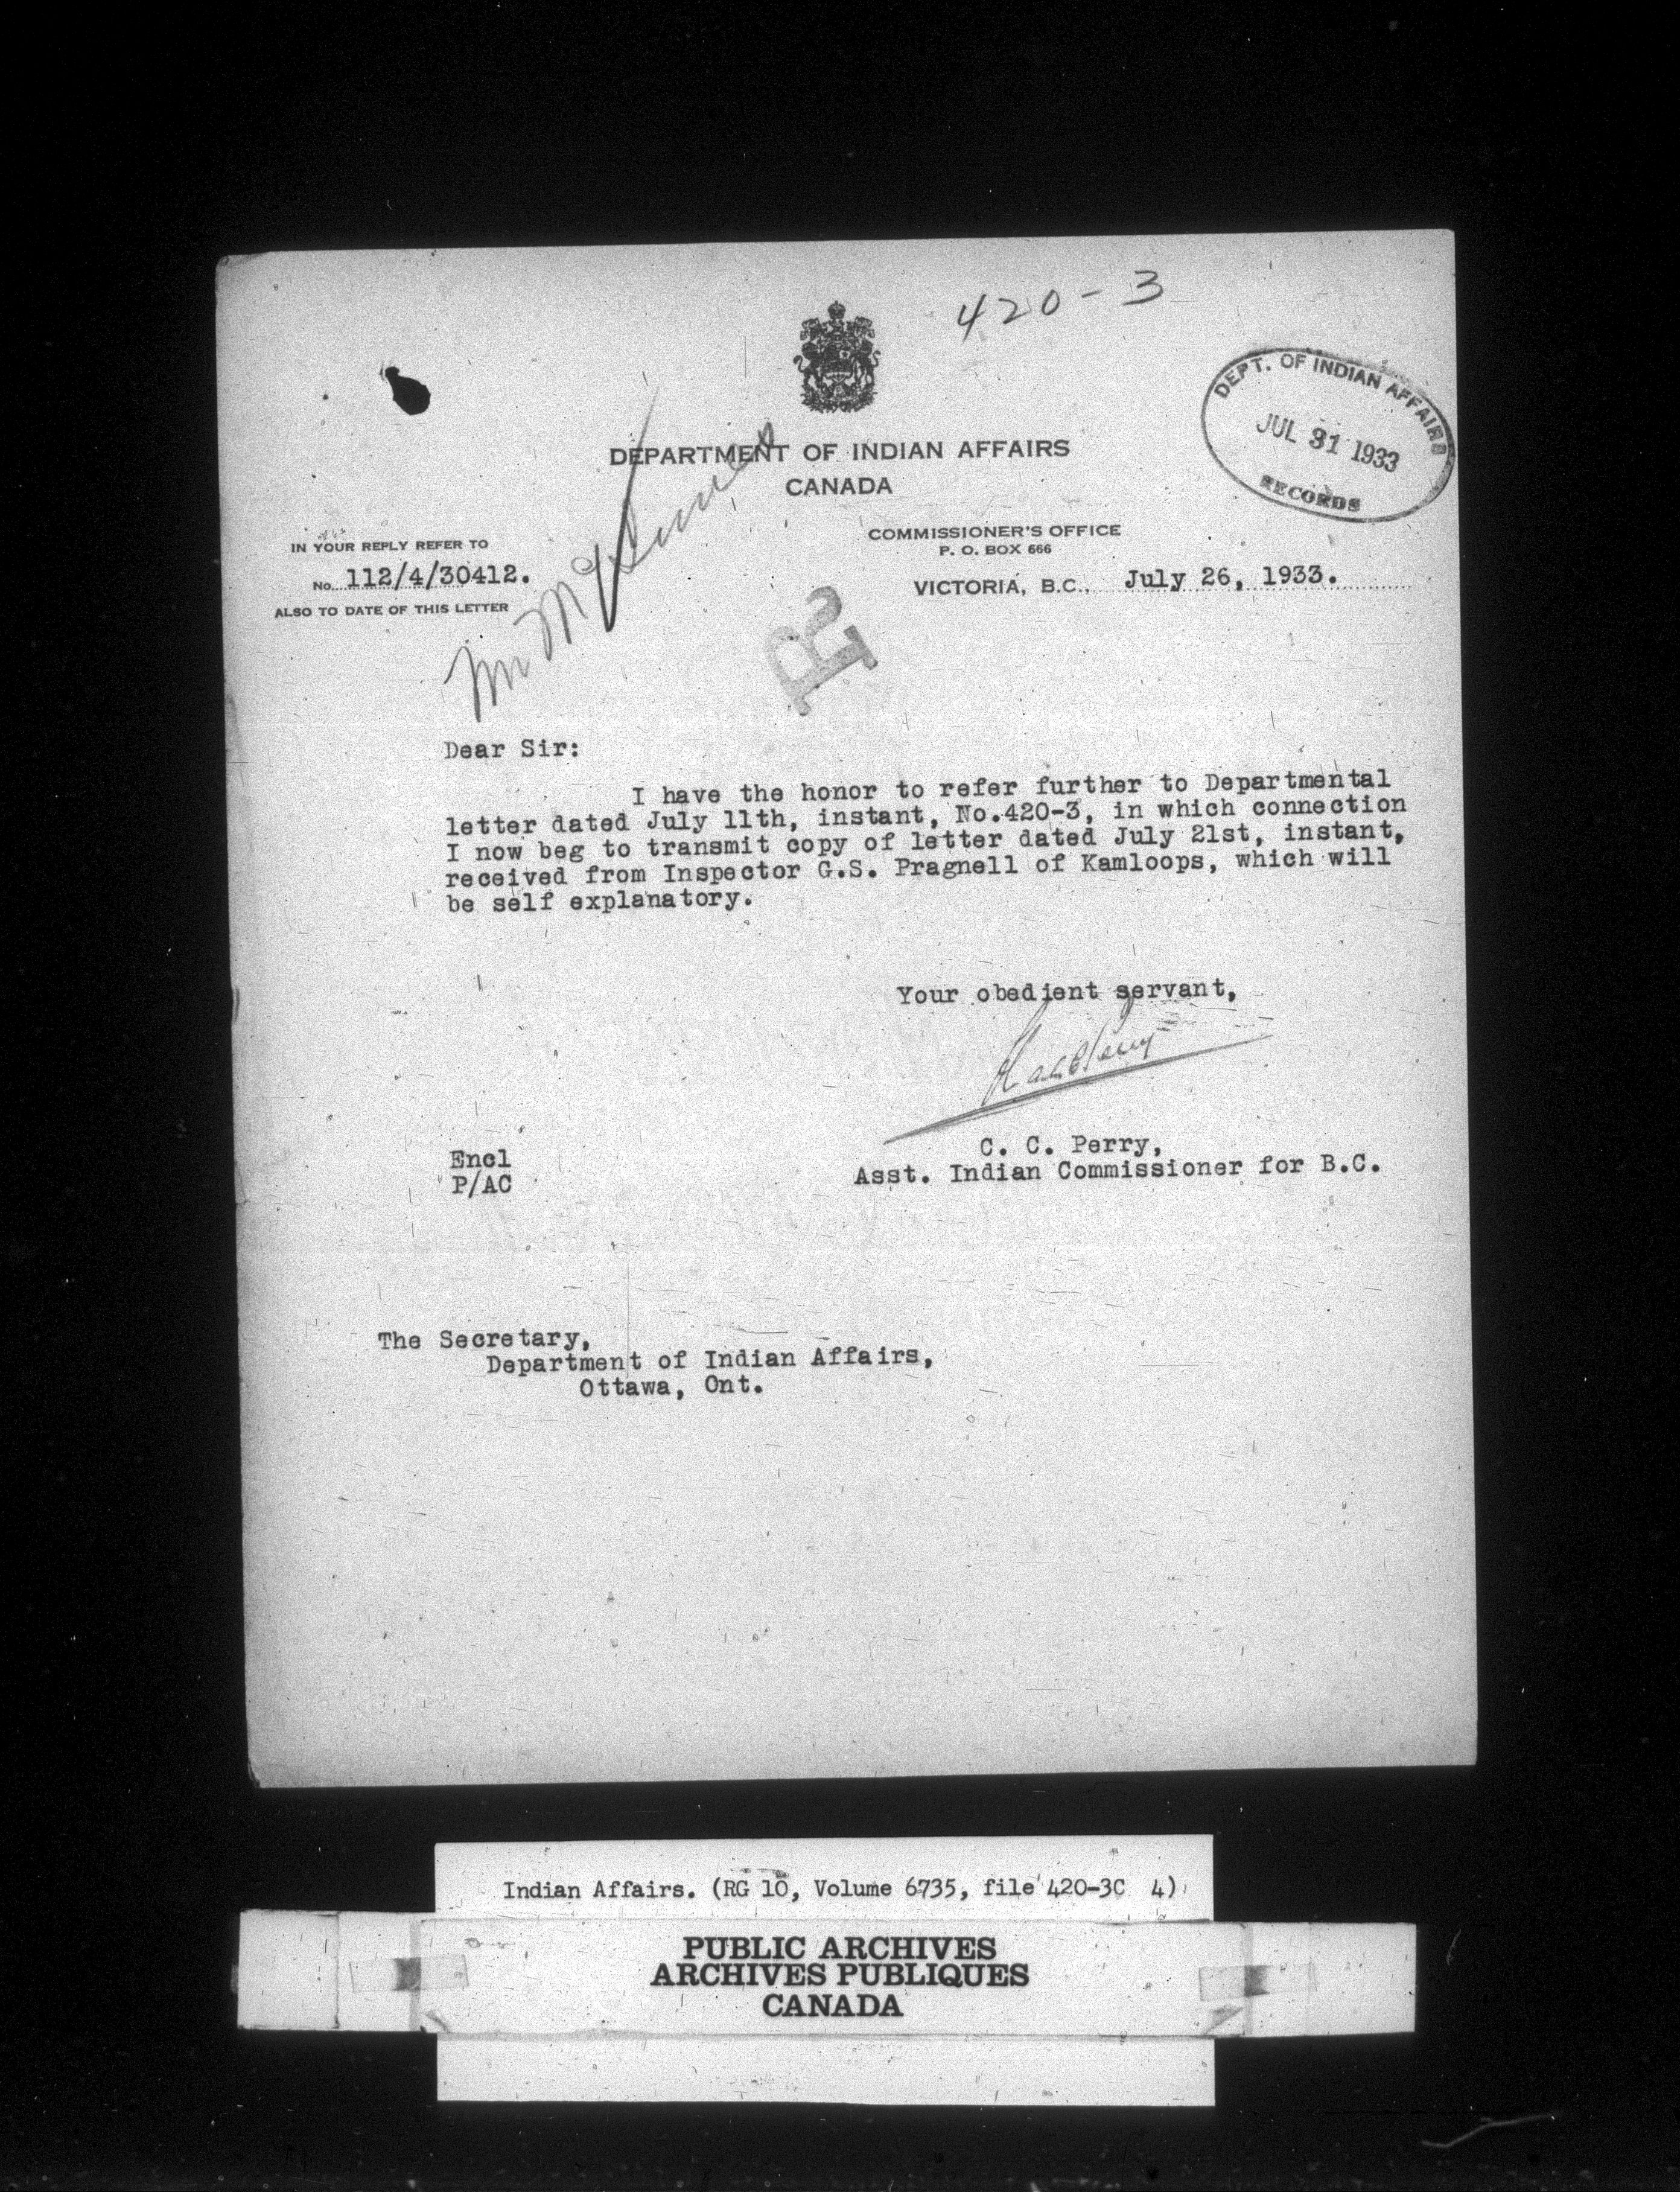 420-3
DEPT. OF INDIAN AFFAIRS
JUL 31 1933
RECORDS
DEPARTMENT OF INDIAN AFFAIRS
CANADA
IN YOUR REPLY REFER TO
No. 112/4/30412.
ALSO TO DATE OF THIS LETTER
COMMISSIONER'S OFFICE
P. O. BOX 666
VICTORIA, B.C., July 26, 1933.
Mr
R
Dear Sir:
I have the honor to refer further to Departmental
letter dated July 11th, instant, No.420-3, in which connection
I now beg to transmit copy of letter dated July 21st, instant,
received from Inspector G.S. Pragnell of Kamloops, which will
be self explanatory.
Your obedient servant,
C. C. Perry,
Asst. Indian Commissioner for B.C.
Encl
P/AC
The Secretary,
Department of Indian Affairs,
Ottawa, Ont.
Indian Affairs. (RG 10, Volume 6735, file 420-3C 4)
PUBLIC ARCHIVES
ARCHIVES PUBLIQUES
CANADA